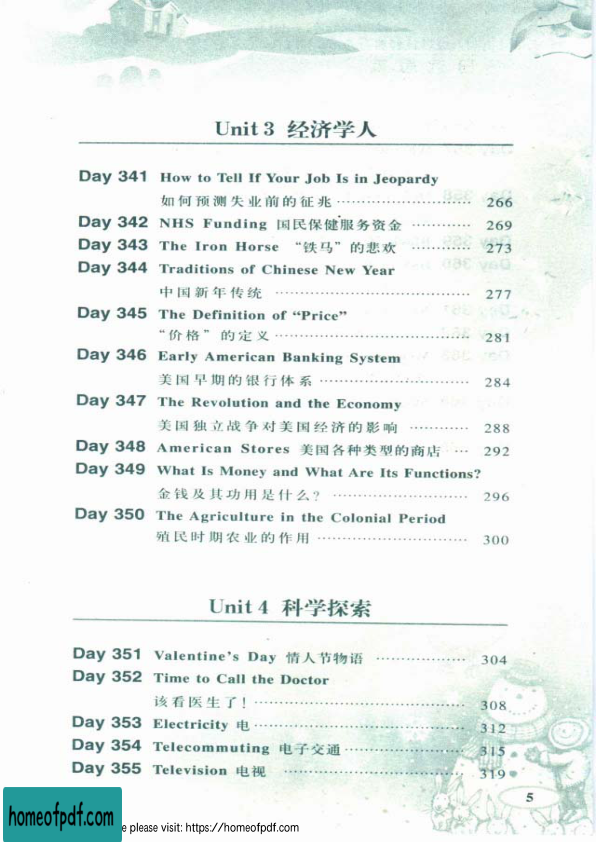 Unit 3 经济学人
Day 341 How to Tell If Your Job Is in Jeopardy
如何预测失业前的征兆 ………………………… 266
Day 342 NHS Funding 国民保健服务资金 ………… 269
Day 343 The Iron Horse “铁马”的悲欢 ………… 273
Day 344 Traditions of Chinese New Year
中国新年传统 ………………………………… 277
Day 345 The Definition of “Price”
“价格”的定义 ………………………………… 281
Day 346 Early American Banking System
美国早期的银行体系 ………………………… 284
Day 347 The Revolution and the Economy
美国独立战争对美国经济的影响 ………… 288
Day 348 American Stores 美国各种类型的商店 … 292
Day 349 What Is Money and What Are Its Functions?
金钱及其功用是什么? ……………………… 296
Day 350 The Agriculture in the Colonial Period
殖民时期农业的作用 ………………………… 300
Unit 4 科学探索
Day 351 Valentine's Day 情人节物语 ……………… 304
Day 352 Time to Call the Doctor
该看医生了! …………………………………… 308
Day 353 Electricity 电 …………………………………… 312
Day 354 Telecommuting 电子交通 …………………… 315
Day 355 Television 电视 ……………………………… 319
5
homeofpdf.com
e please visit: https://homeofpdf.com